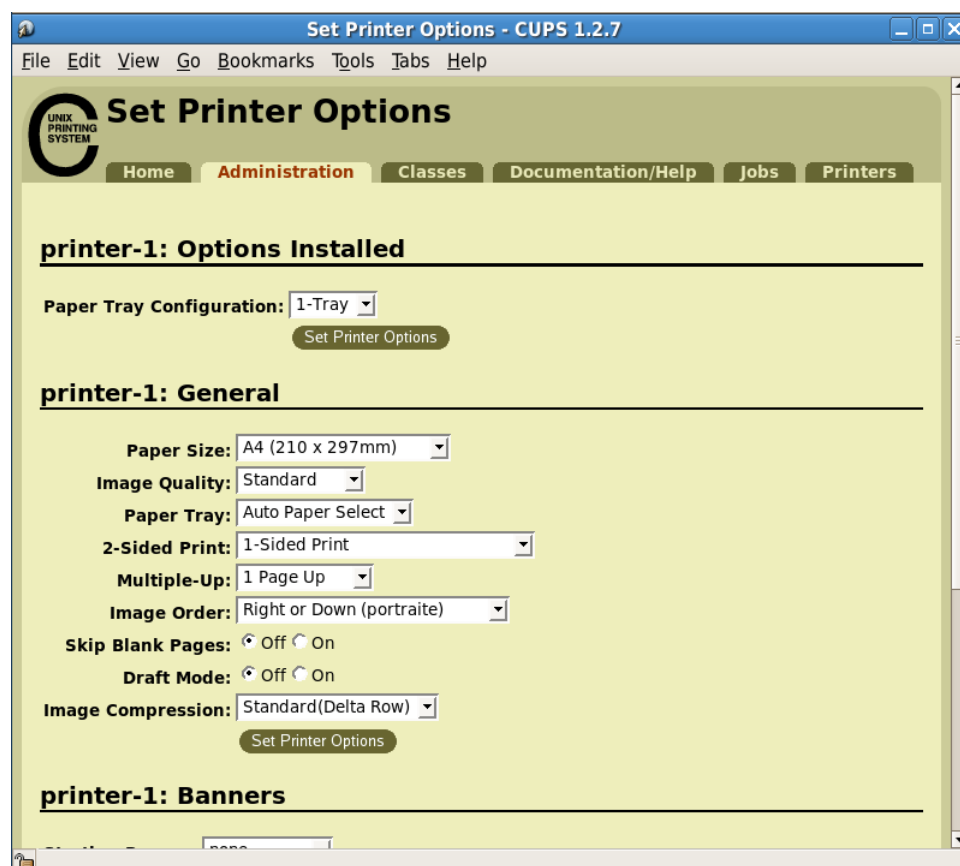 Set Printer Options - CUPS 1.2.7
File Edit View Go Bookmarks Tools Tabs Help
UNIX
PRINTING
SYSTEM
Set Printer Options
Home Administration Classes Documentation/Help Jobs Printers
printer-1: Options Installed
Paper Tray Configuration: 1-Tray
Set Printer Options
printer-1: General
Paper Size: A4 (210 x 297mm)
Image Quality: Standard
Paper Tray: Auto Paper Select
2-Sided Print: 1-Sided Print
Multiple-Up: 1 Page Up
Image Order: Right or Down (portraite)
Skip Blank Pages: Off On
Draft Mode: Off On
Image Compression: Standard(Delta Row)
Set Printer Options
printer-1: Banners